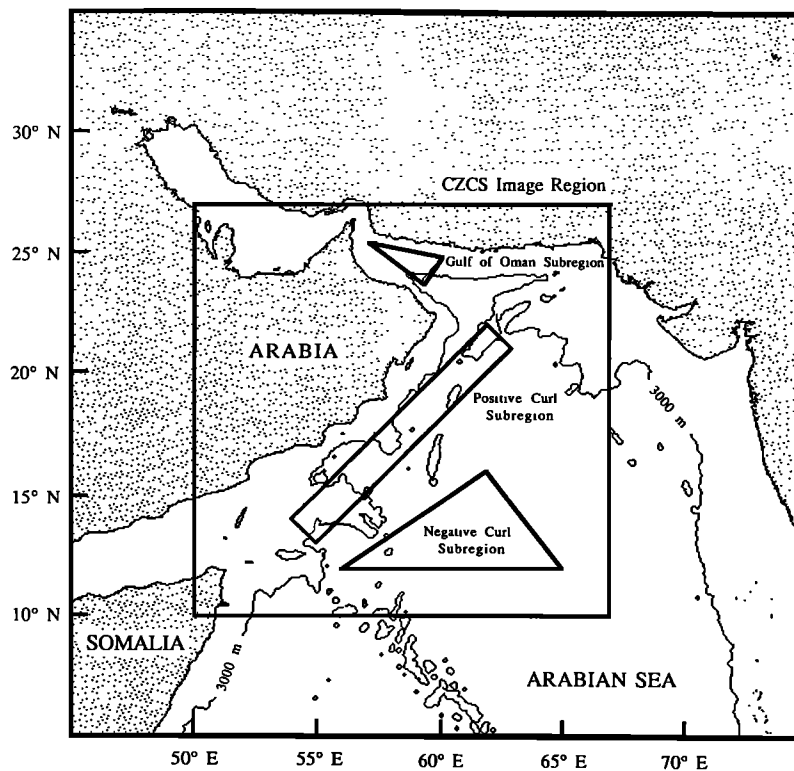 30° N
CZCS Image Region
25° N
Gulf of Oman Subregion
ARABIA
20° N
Positive Curl
Subregion
3000 m
15° N
Negative Curl
Subregion
10° N
SOMALIA
3000 m
ARABIAN SEA
50° E
55° E
60° E
65° E
70° E